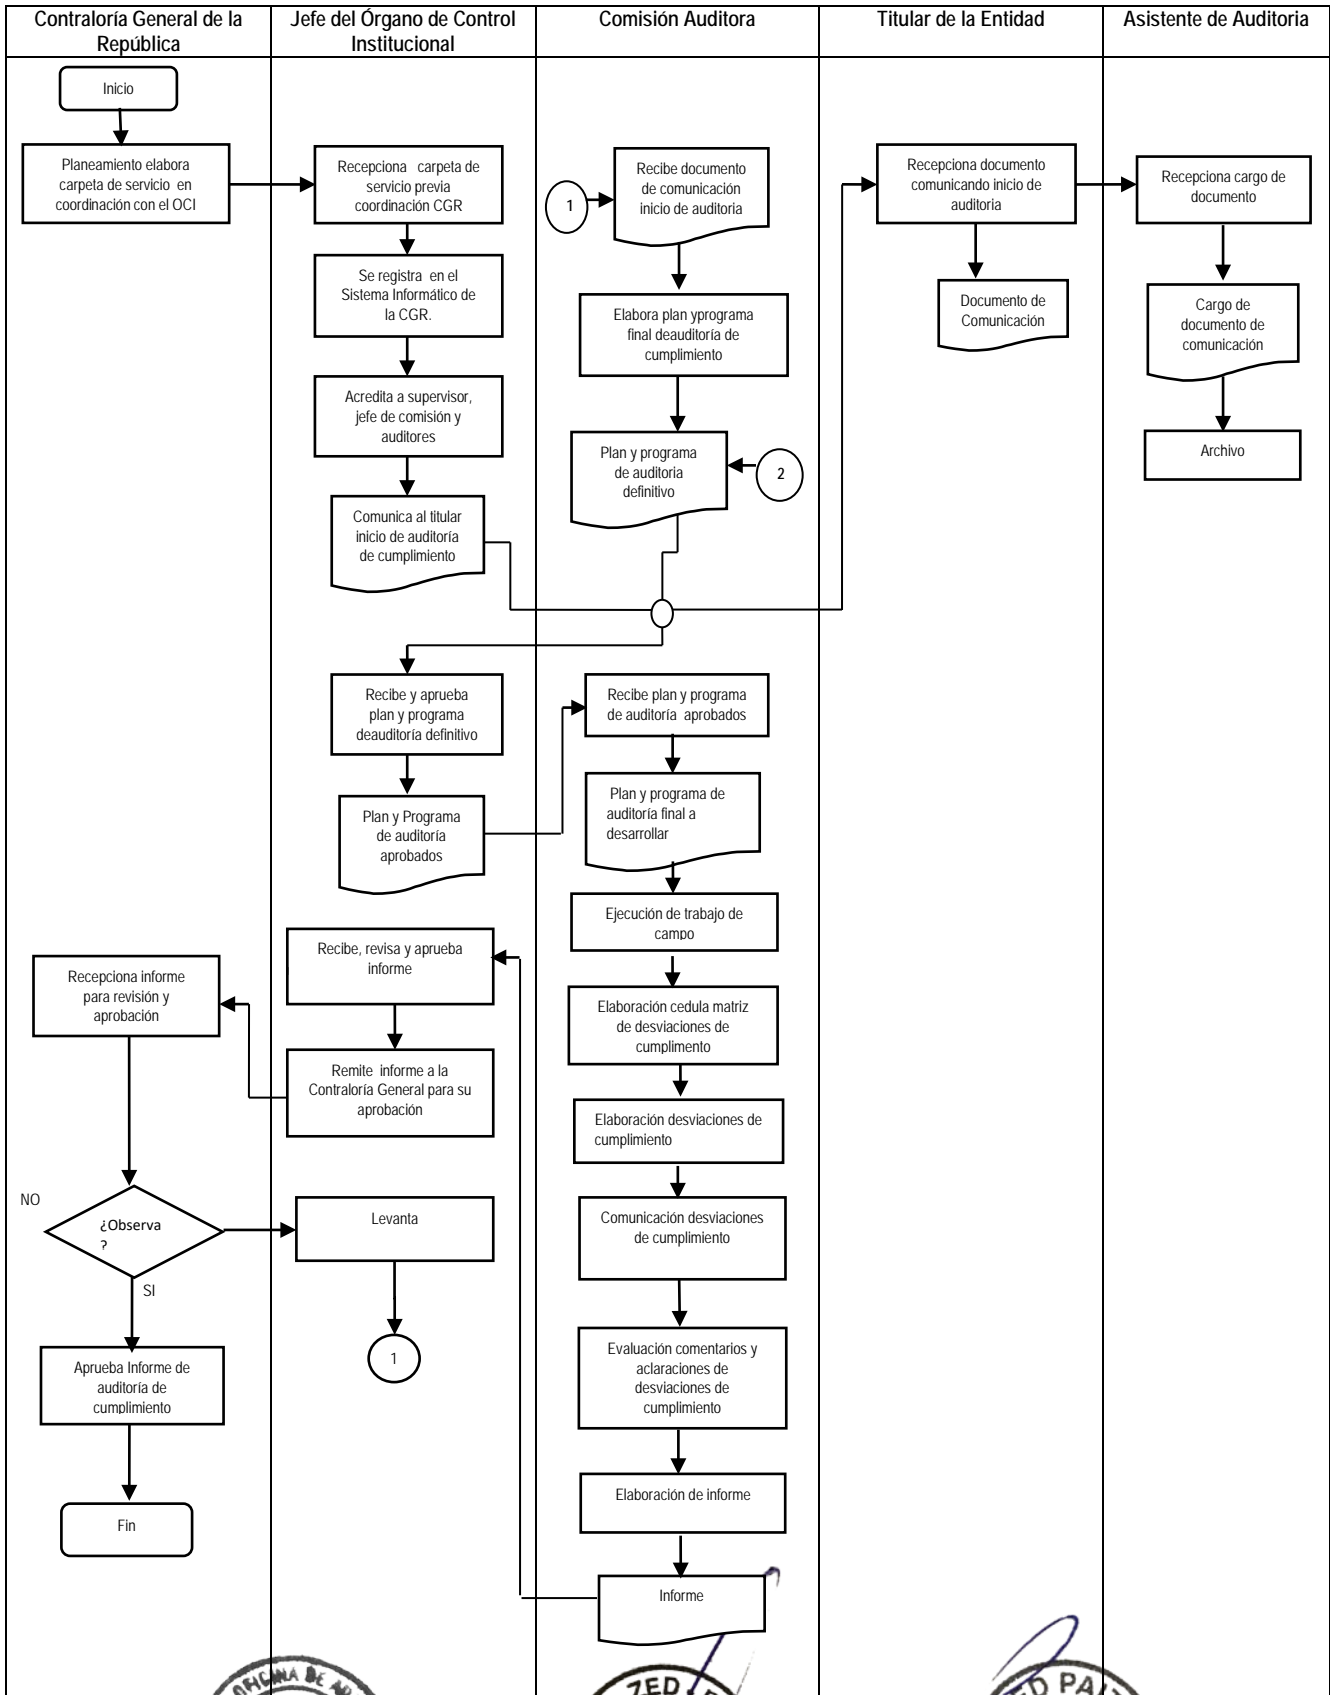 Contraloría General de la
República
Jefe del Órgano de Control
Institucional
Comisión Auditora
Titular de la Entidad
Asistente de Auditoria
Inicio
Planeamiento elabora
carpeta de servicio en
coordinación con el OCI
Recepciona carpeta de
servicio previa
coordinación CGR
1
Recibe documento
de comunicación
inicio de auditoria
Recepciona documento
comunicando inicio de
auditoria
Recepciona cargo de
documento
Se registra en el
Sistema Informático de
la CGR.
Elabora plan yprograma
final deauditoría de
cumplimiento
Documento de
Comunicación
Cargo de
documento de
comunicación
Acredita a supervisor,
jefe de comisión y
auditores
Plan y programa
de auditoria
definitivo
2
Archivo
Comunica al titular
inicio de auditoría
de cumplimiento
Recibe y aprueba
plan y programa
deauditoría definitivo
Recibe plan y programa
de auditoría aprobados
Plan y Programa
de auditoría
aprobados
Plan y programa de
auditoría final a
desarrollar
Ejecución de trabajo de
campo
Recibe, revisa y aprueba
informe
Recepciona informe
para revisión y
aprobación
Elaboración cedula matriz
de desviaciones de
cumplimento
Remite informe a la
Contraloría General para su
aprobación
Elaboración desviaciones de
cumplimiento
NO
¿Observa
?
SI
Levanta
Comunicación desviaciones
de cumplimiento
1
Aprueba Informe de
auditoría de
cumplimiento
Evaluación comentarios y
aclaraciones de
desviaciones de
cumplimiento
Elaboración de informe
Fin
Informe
OFICINA DE
ZED